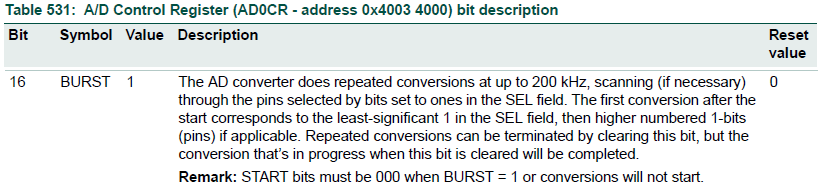 Table 531: A/D Control Register (AD0CR - address 0x4003 4000) bit description
Bit Symbol Value Description Reset value
16 BURST 1 The AD converter does repeated conversions at up to 200 kHz, scanning (if necessary) 0
through the pins selected by bits set to ones in the SEL field. The first conversion after the
start corresponds to the least-significant 1 in the SEL field, then higher numbered 1-bits
(pins) if applicable. Repeated conversions can be terminated by clearing this bit, but the
conversion that's in progress when this bit is cleared will be completed.
Remark: START bits must be 000 when BURST = 1 or conversions will not start.